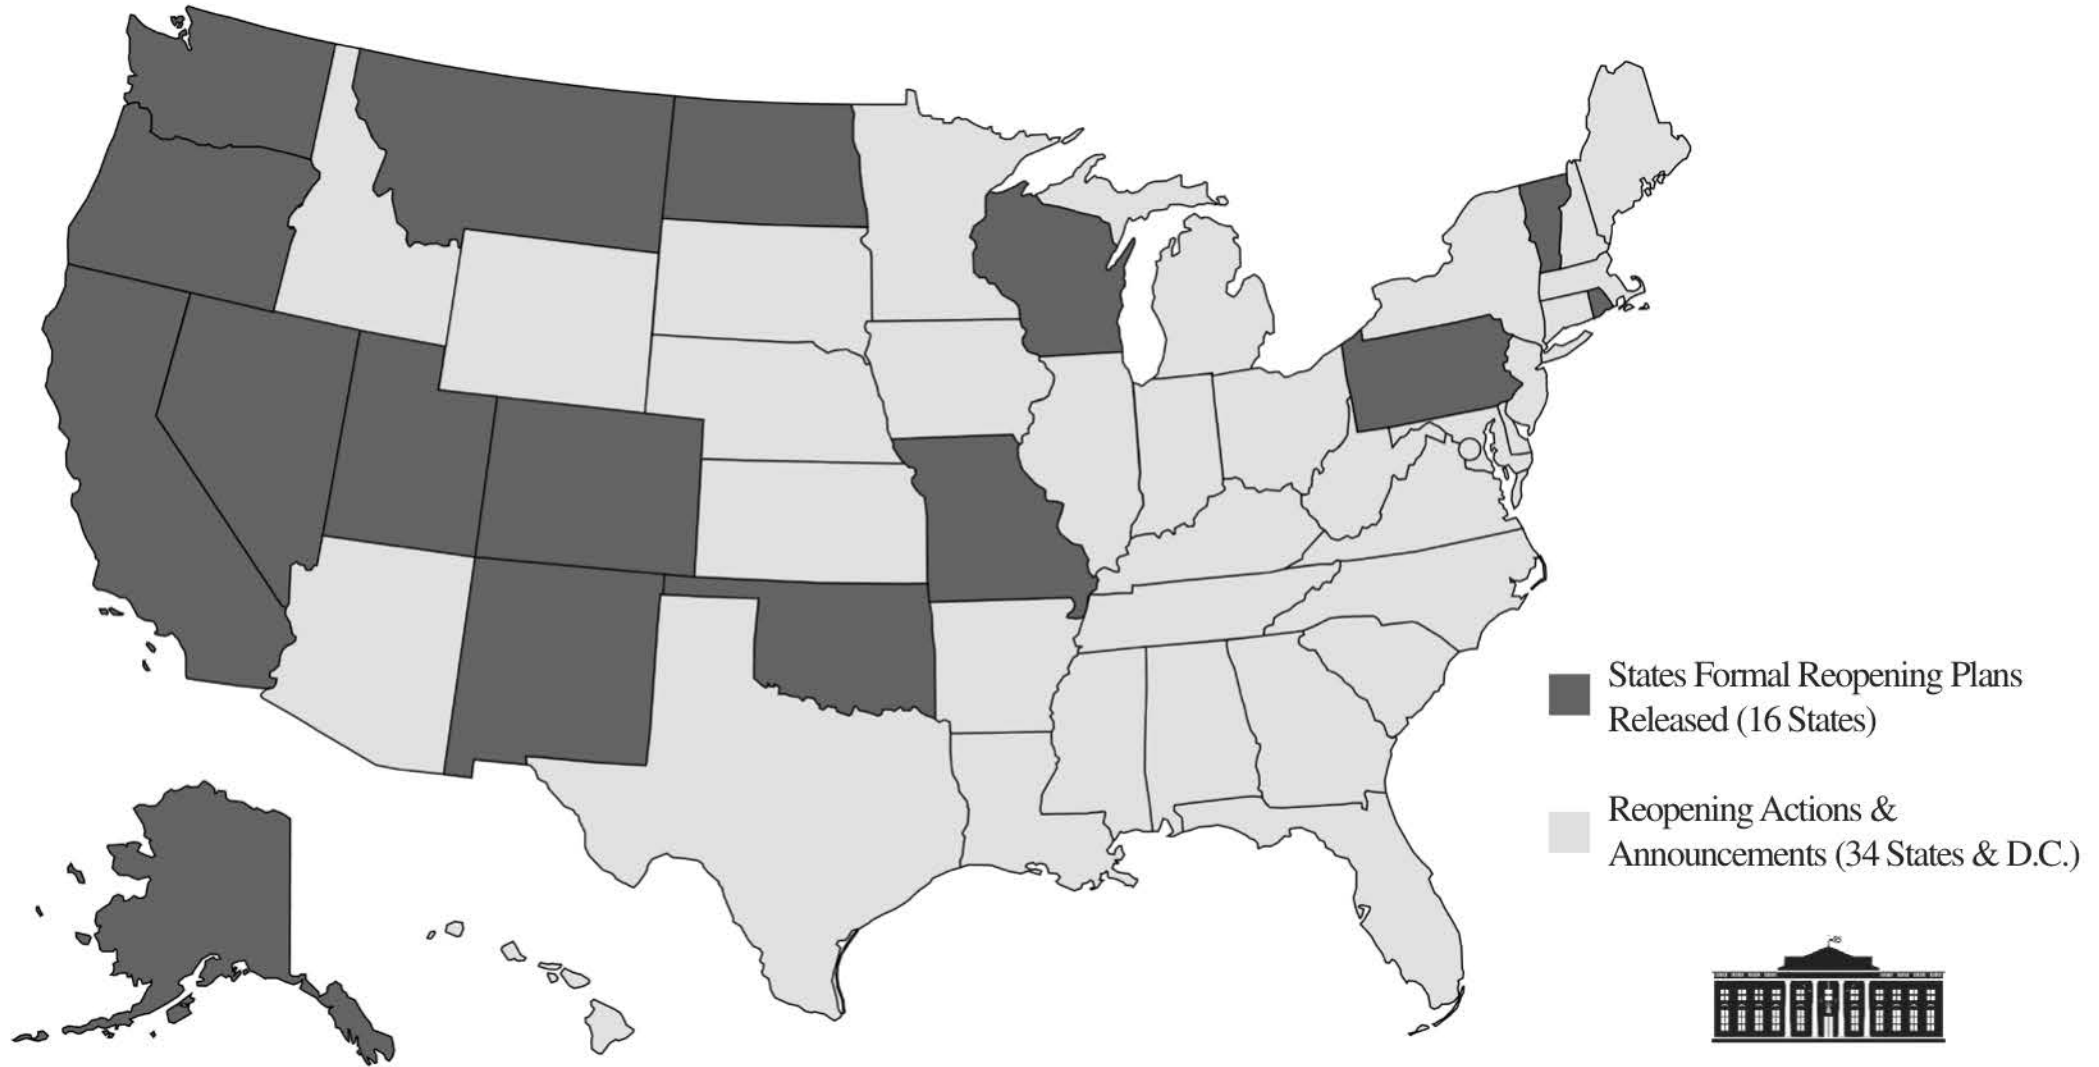 States Formal Reopening Plans
Released (16 States)
Reopening Actions &
Announcements (34 States & D.C.)